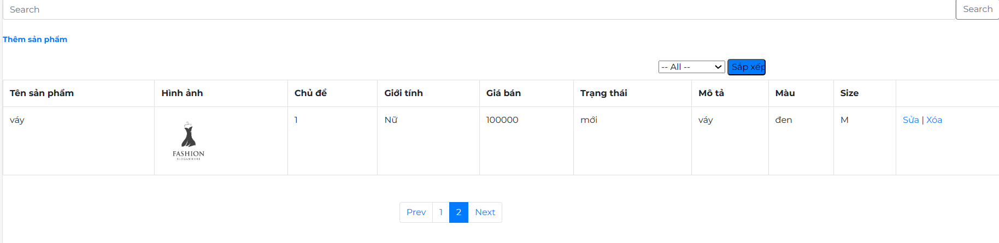 Search Search
Thêm sản phẩm
-- All -- Sắp xếp
Tên sản phẩm Hình ảnh Chủ đề Giới tính Giá bán Trạng thái Mô tả Màu Size
váy 1 Nữ 100000 mới váy đen M Sửa | Xóa
FASHION
SLOGAN HERE
Prev 1 2 Next